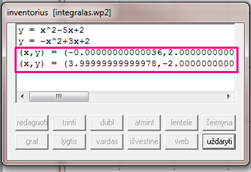 inventorius [integralas.wp2]
y = x^2-5x+2
y = -x^2+3x+2
(x,y) = (-0.00000000000036,2.0000000000
(x,y) = (3.99999999999978,-2.0000000000
redaguoti trinti dubl atmint lentelė šeimyna
graf lygtis vardas išvestinė web uždaryti